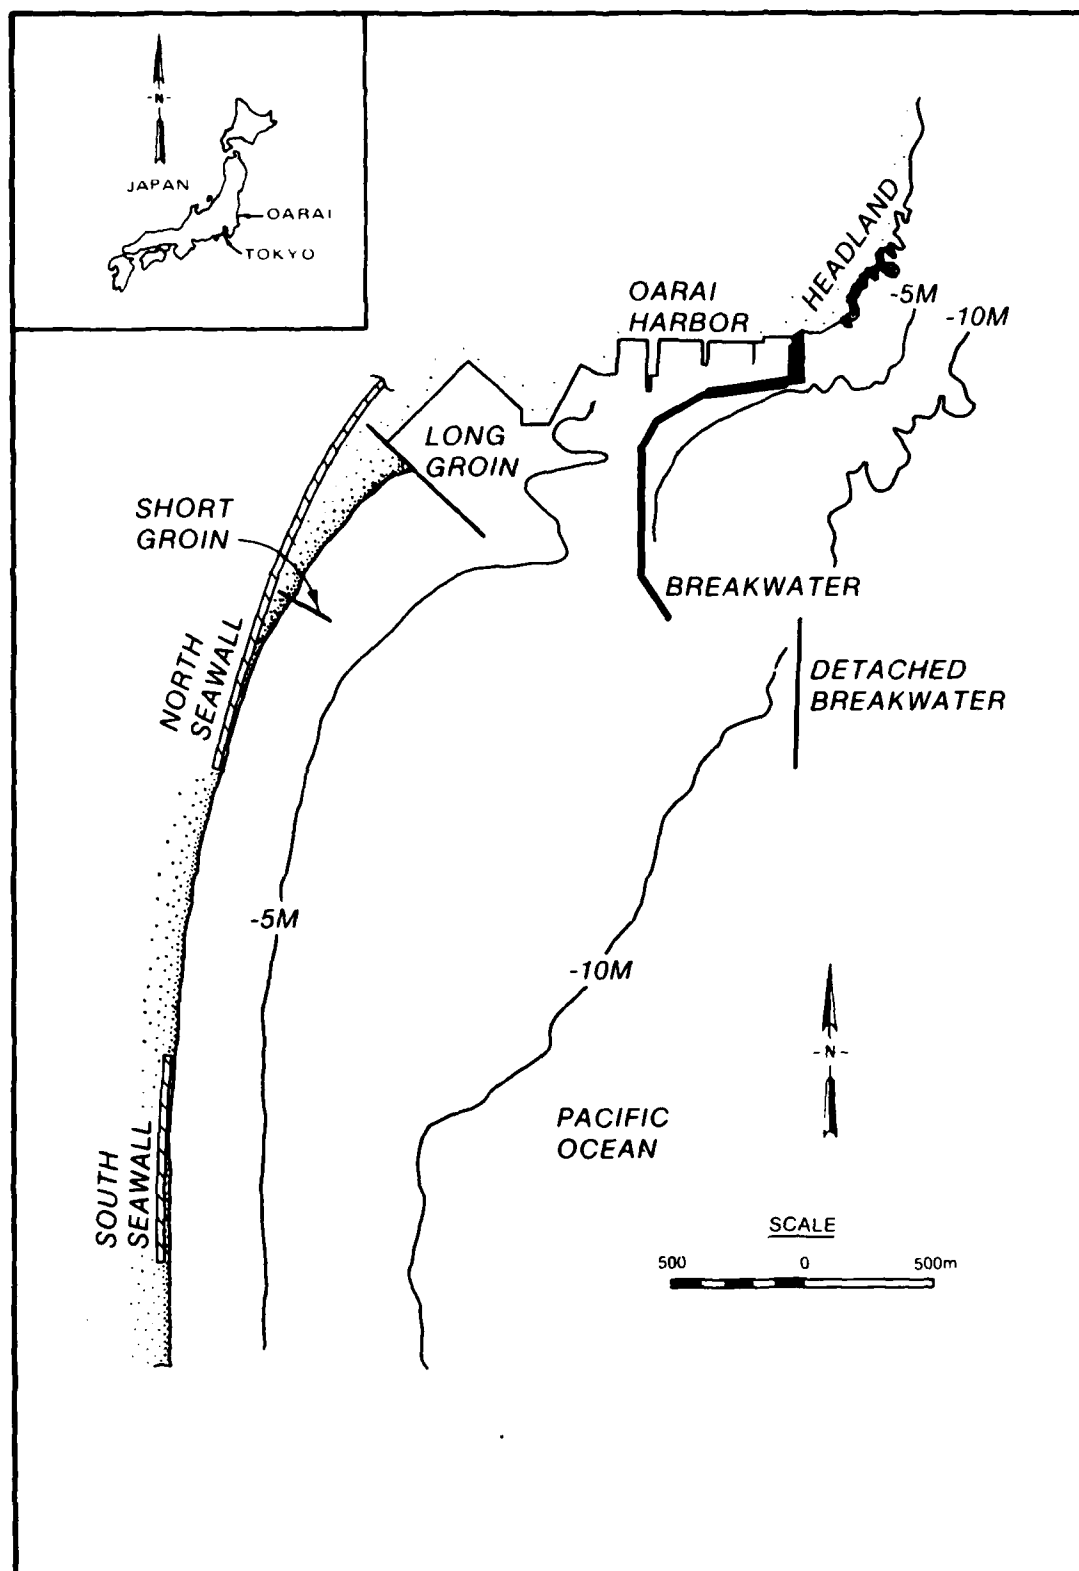 -N-
JAPAN
OARAI
TOKYO
HEADLAND
OARAI
HARBOR
-5M
-10M
LONG
GROIN
SHORT
GROIN
BREAKWATER
NORTH
SEAWALL
DETACHED
BREAKWATER
-5M
-10M
-N-
PACIFIC
OCEAN
SOUTH
SEAWALL
SCALE
500 0 500m